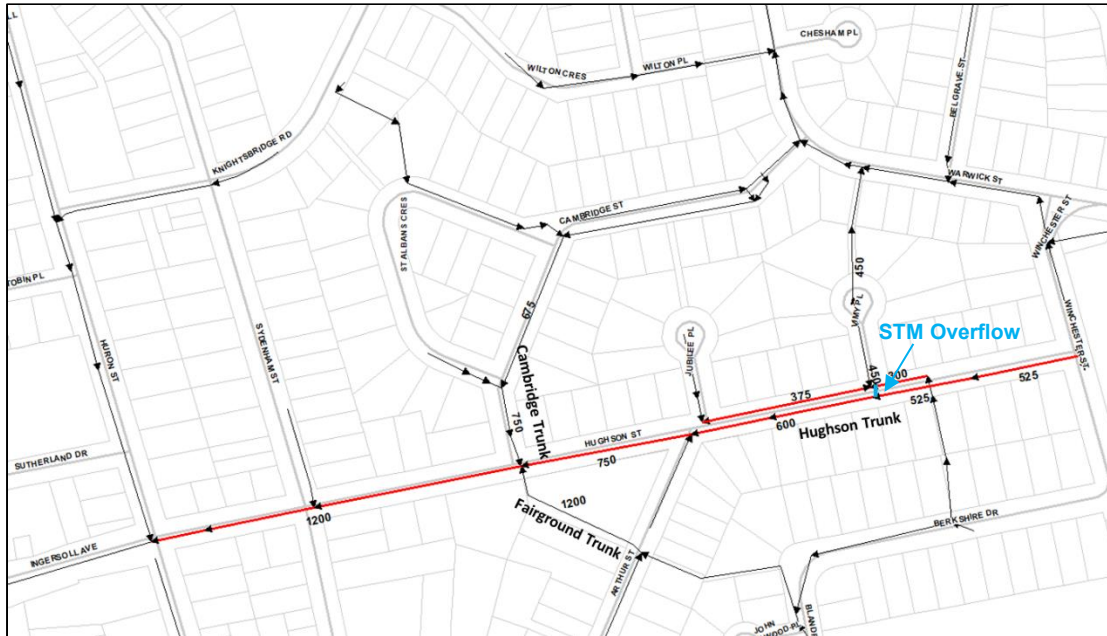 CHESHAM PL
WILTON CRES
WILTON PL
BELGRAVE ST
KNIGHTSBRIDGE RD
WARWICK ST
CAMBRIDGE ST
ST ALBANS CRES
WINCHESTER ST
TOBIN PL
450
675
VIMY PL
STM Overflow
HURON ST
SYDENHAM ST
JUBILEE PL
WINCHESTER ST
Cambridge Trunk
450
300
375
525
525
600
Hughson Trunk
750
HUGHSON ST
750
SUTHERLAND DR
1200
Fairground Trunk
1200
BERKSHIRE DR
INGERSOLL AVE
ARTHUR ST
JOHN